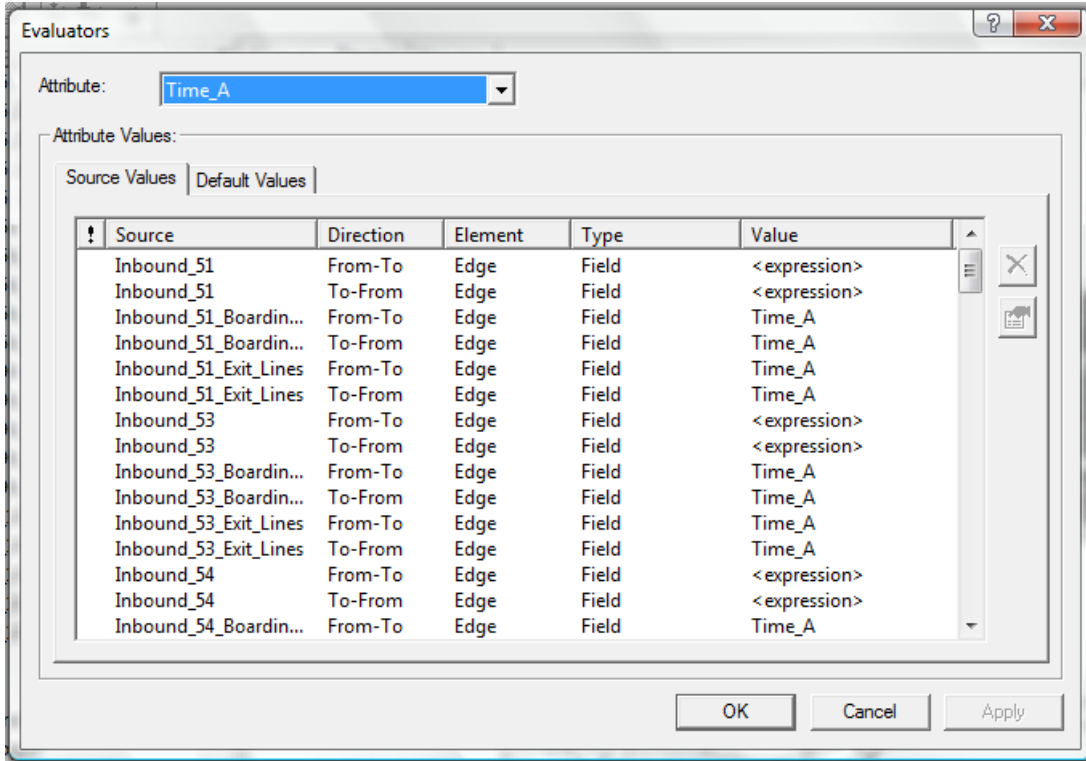 Evaluators
Attribute: Time_A
Attribute Values:
Source Values Default Values
! Source Direction Element Type Value
Inbound_51 From-To Edge Field <expression>
Inbound_51 To-From Edge Field <expression>
Inbound_51_Boardin... From-To Edge Field Time_A
Inbound_51_Boardin... To-From Edge Field Time_A
Inbound_51_Exit_Lines From-To Edge Field Time_A
Inbound_51_Exit_Lines To-From Edge Field Time_A
Inbound_53 From-To Edge Field <expression>
Inbound_53 To-From Edge Field <expression>
Inbound_53_Boardin... From-To Edge Field Time_A
Inbound_53_Boardin... To-From Edge Field Time_A
Inbound_53_Exit_Lines From-To Edge Field Time_A
Inbound_53_Exit_Lines To-From Edge Field Time_A
Inbound_54 From-To Edge Field <expression>
Inbound_54 To-From Edge Field <expression>
Inbound_54_Boardin... From-To Edge Field Time_A
OK Cancel Apply